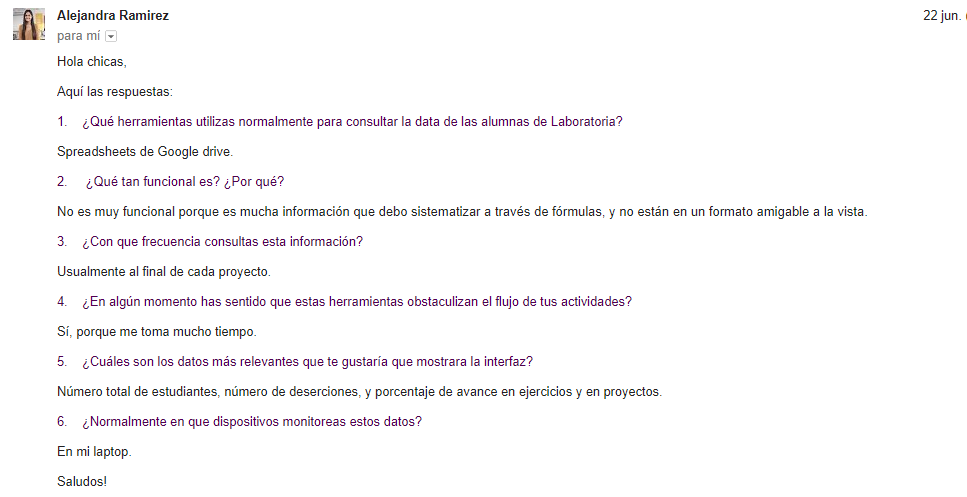 Alejandra Ramirez
22 jun.
para mí
Hola chicas,
Aquí las respuestas:
1. ¿Qué herramientas utilizas normalmente para consultar la data de las alumnas de Laboratoria?
Spreadsheets de Google drive.
2. ¿Qué tan funcional es? ¿Por qué?
No es muy funcional porque es mucha información que debo sistematizar a través de fórmulas, y no están en un formato amigable a la vista.
3. ¿Con que frecuencia consultas esta información?
Usualmente al final de cada proyecto.
4. ¿En algún momento has sentido que estas herramientas obstaculizan el flujo de tus actividades?
Sí, porque me toma mucho tiempo.
5. ¿Cuáles son los datos más relevantes que te gustaría que mostrara la interfaz?
Número total de estudiantes, número de deserciones, y porcentaje de avance en ejercicios y en proyectos.
6. ¿Normalmente en que dispositivos monitoreas estos datos?
En mi laptop.
Saludos!